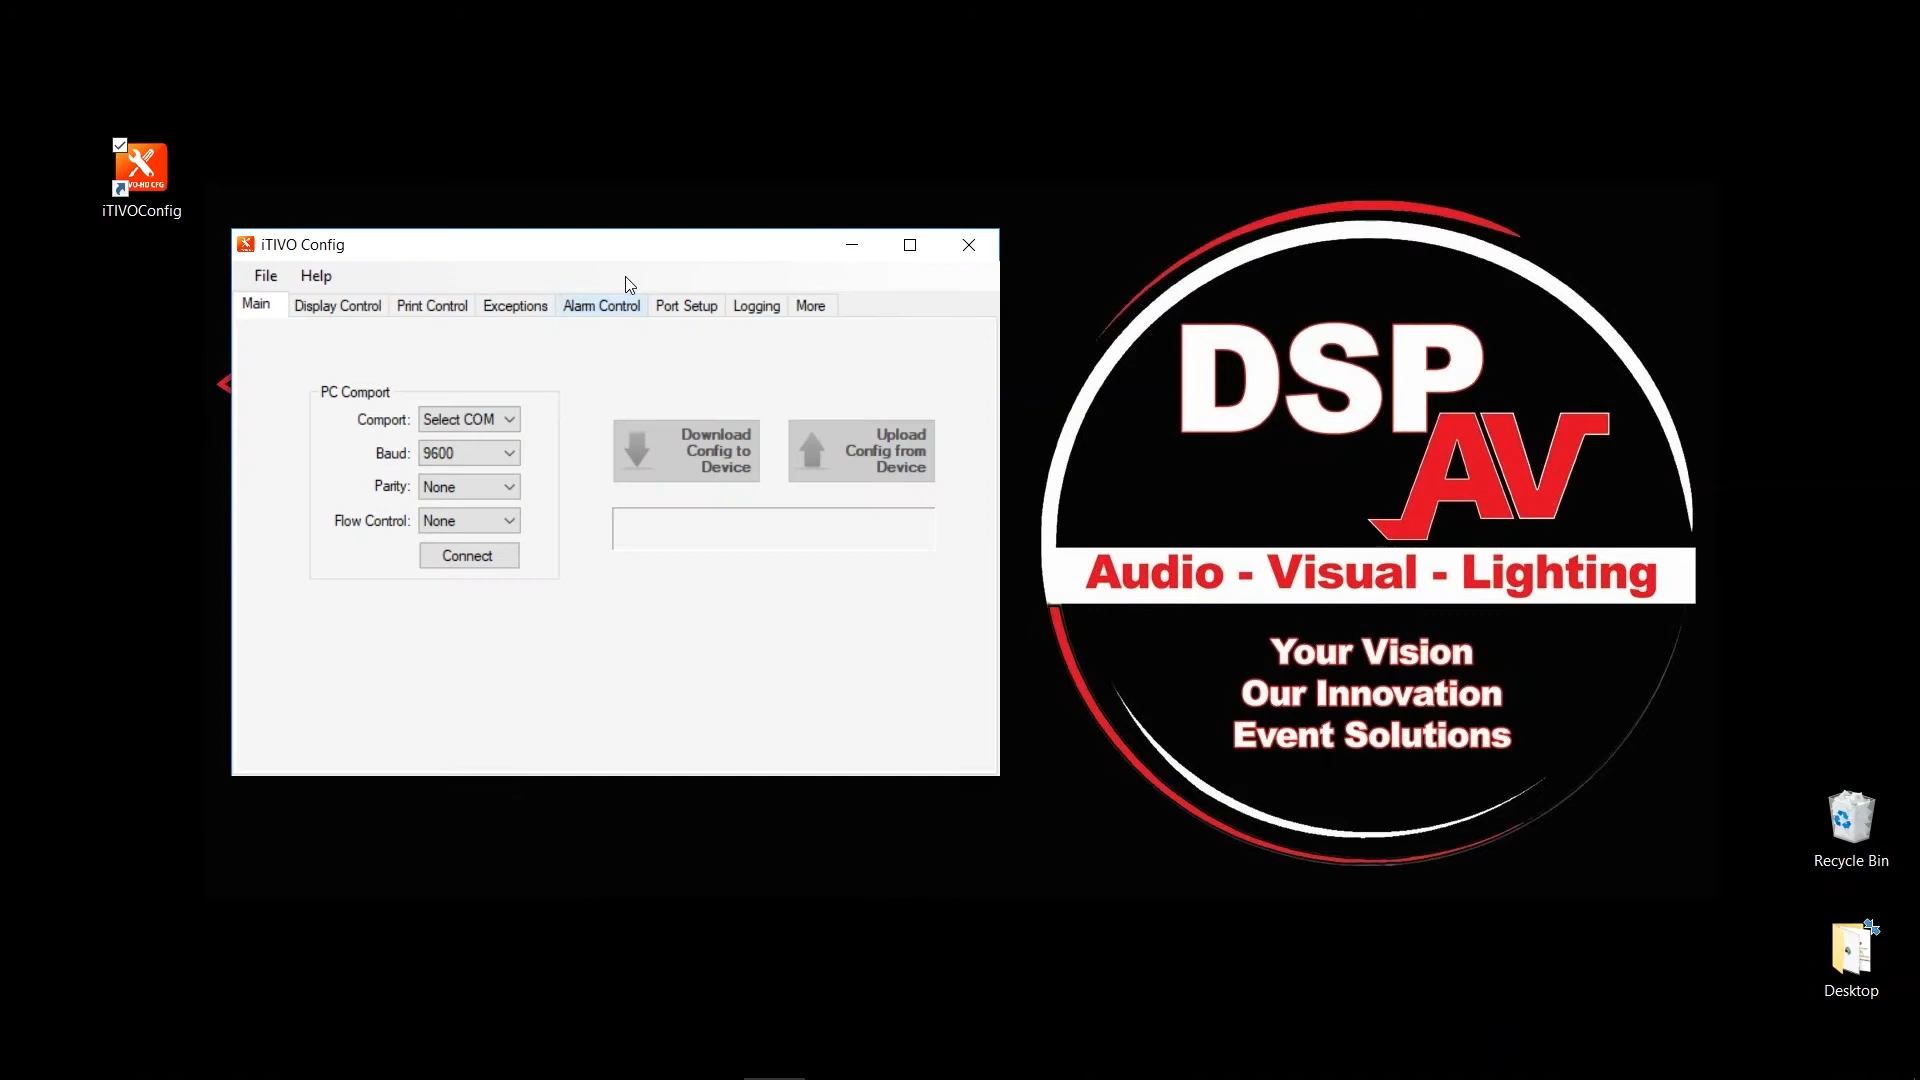 iTIVOConfig
iTIVO Config
File Help
Main Display Control Print Control Exceptions Alarm Control Port Setup Logging More
PC Comport
Comport: Select COM
Baud: 9600
Parity: None
Flow Control: None
Connect
Download
Config to
Device
Upload
Config from
Device
DSP
AV
Audio - Visual - Lighting
Your Vision
Our Innovation
Event Solutions
Recycle Bin
Desktop